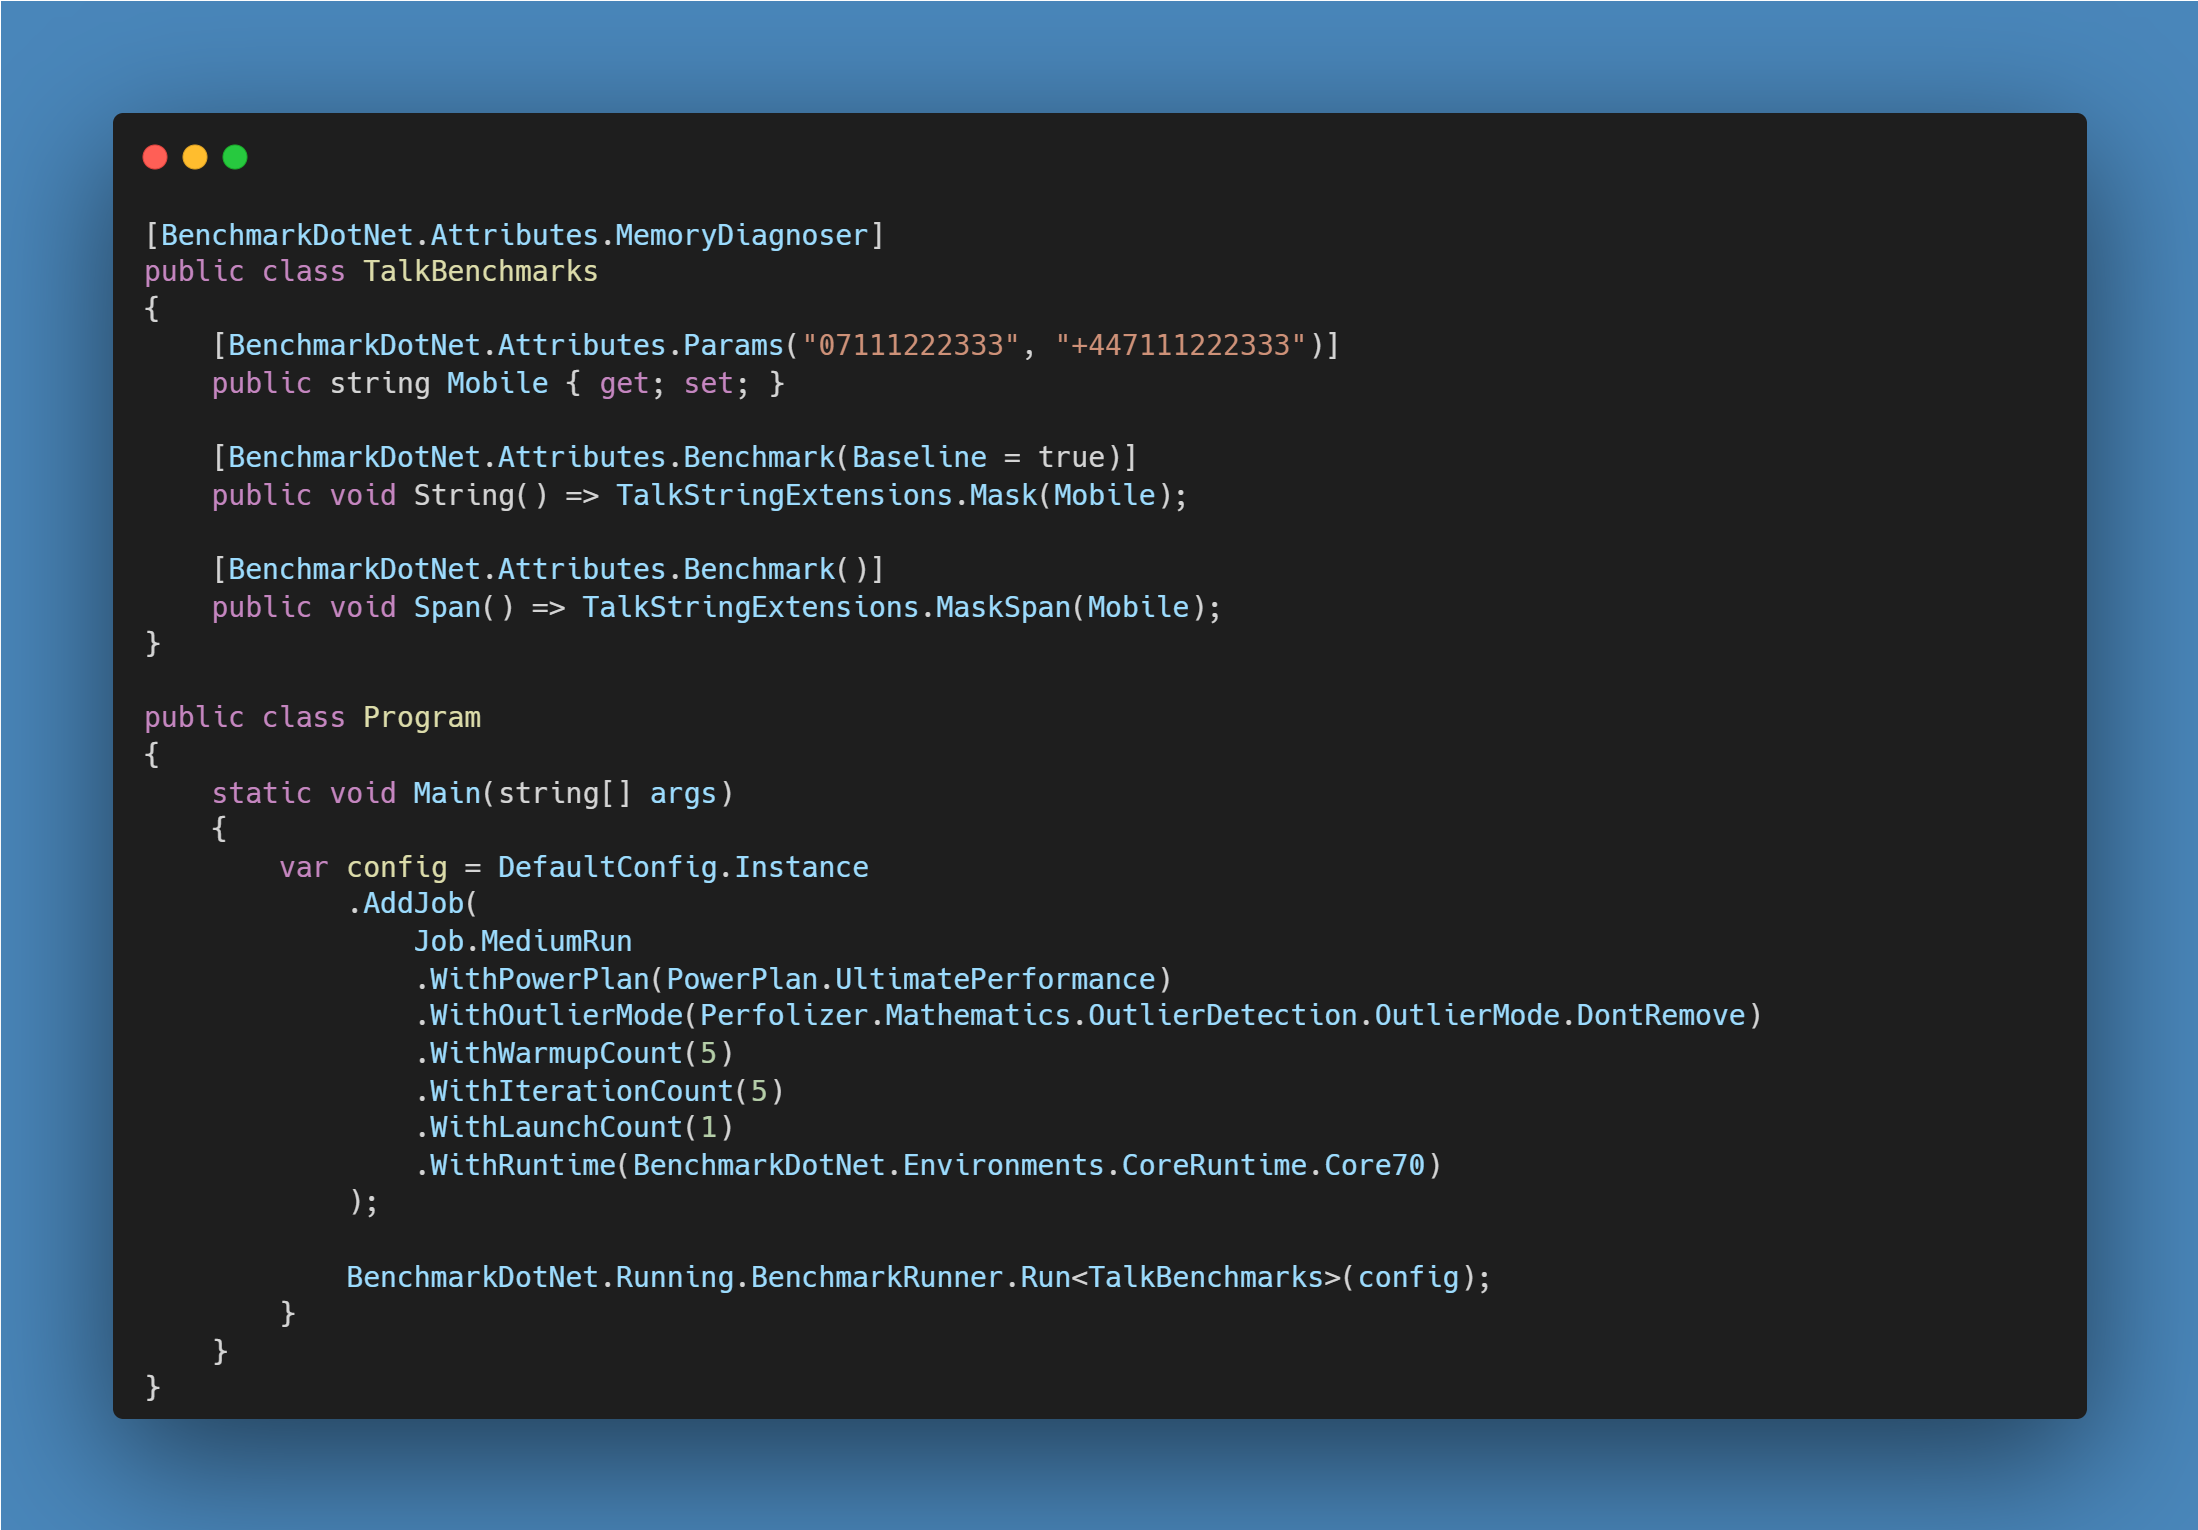 [BenchmarkDotNet.Attributes.MemoryDiagnoser]
public class TalkBenchmarks
{
    [BenchmarkDotNet.Attributes.Params("07111222333", "+447111222333")]
    public string Mobile { get; set; }

    [BenchmarkDotNet.Attributes.Benchmark(Baseline = true)]
    public void String() => TalkStringExtensions.Mask(Mobile);

    [BenchmarkDotNet.Attributes.Benchmark()]
    public void Span() => TalkStringExtensions.MaskSpan(Mobile);
}

public class Program
{
    static void Main(string[] args)
    {
        var config = DefaultConfig.Instance
            .AddJob(
                Job.MediumRun
                .WithPowerPlan(PowerPlan.UltimatePerformance)
                .WithOutlierMode(Perfolizer.Mathematics.OutlierDetection.OutlierMode.DontRemove)
                .WithWarmupCount(5)
                .WithIterationCount(5)
                .WithLaunchCount(1)
                .WithRuntime(BenchmarkDotNet.Environments.CoreRuntime.Core70)
            );

            BenchmarkDotNet.Running.BenchmarkRunner.Run<TalkBenchmarks>(config);
        }
    }
}